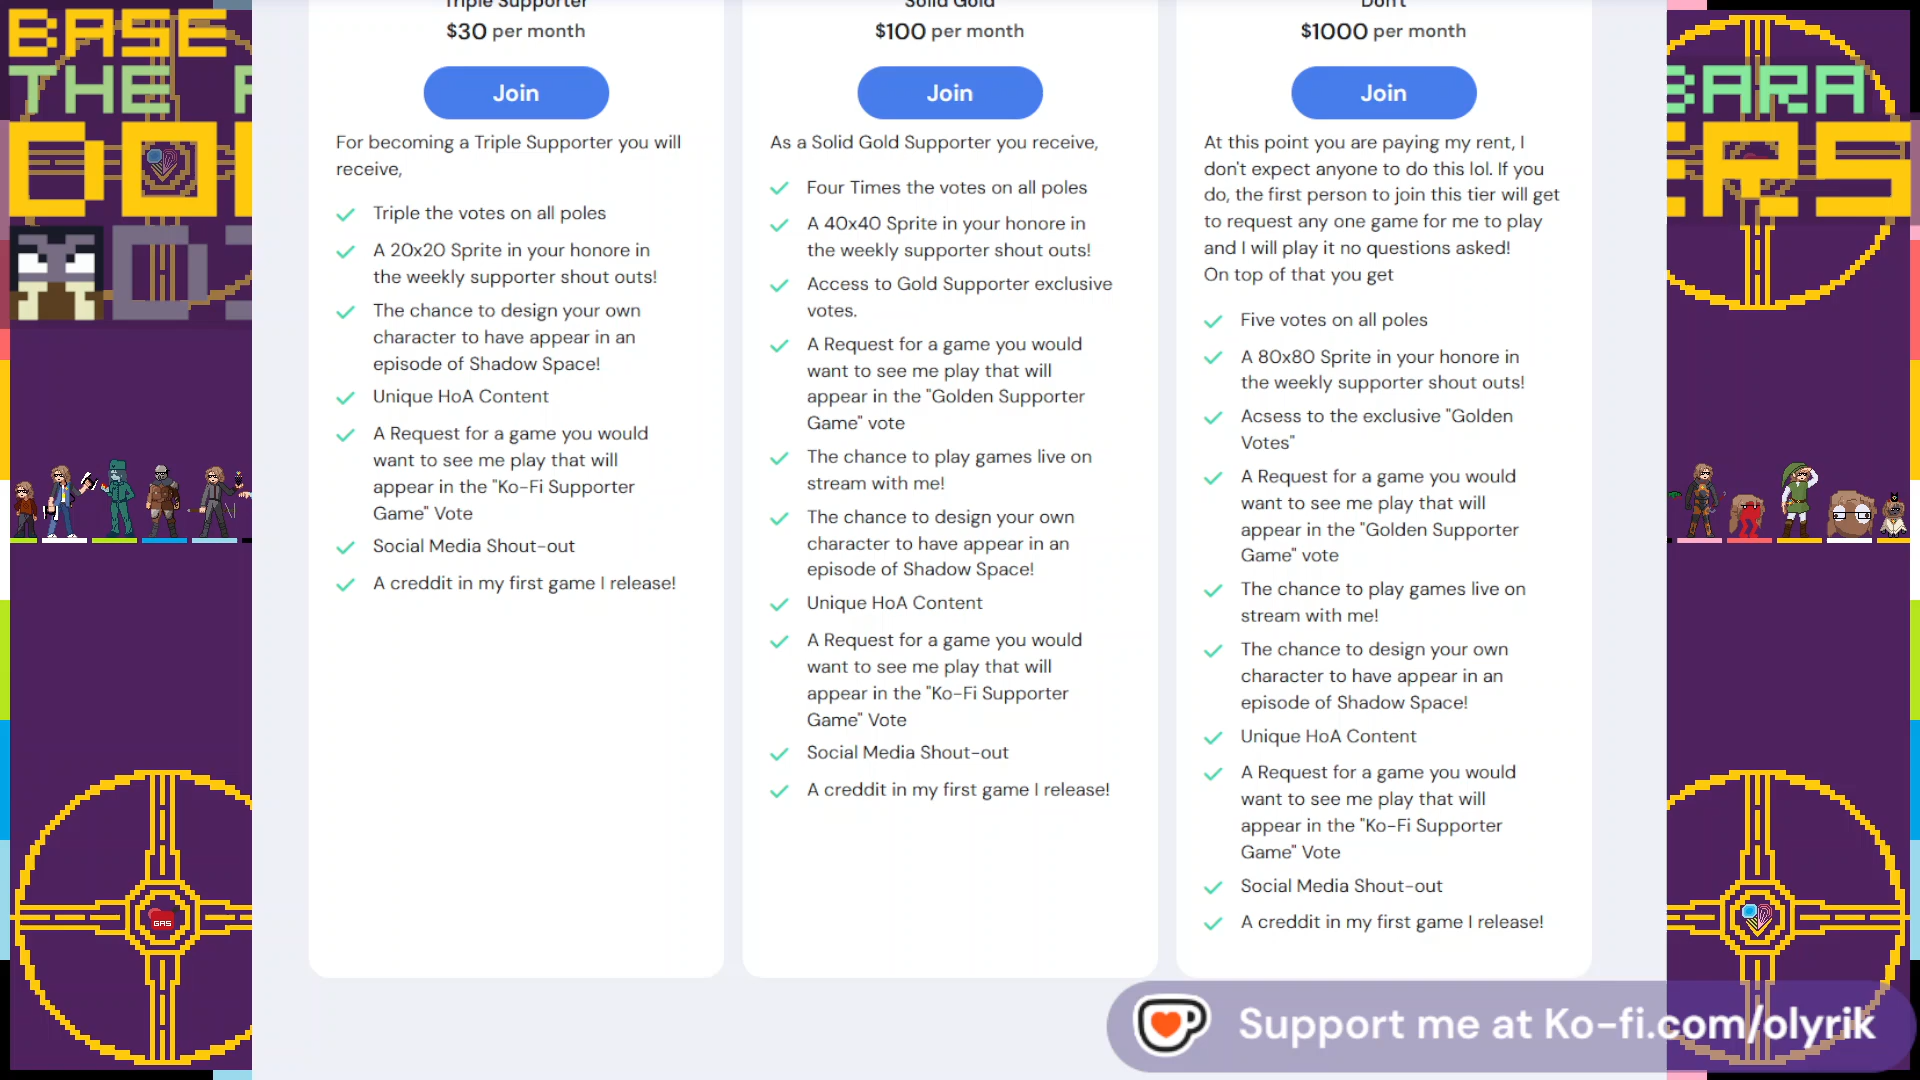 BASE
THE
Triple Supporter
$30 per month
Join
For becoming a Triple Supporter you will
receive,
Triple the votes on all poles
A 20x20 Sprite in your honore in
the weekly supporter shout outs!
The chance to design your own
character to have appear in an
episode of Shadow Space!
Unique HoA Content
A Request for a game you would
want to see me play that will
appear in the "Ko-Fi Supporter
Game" Vote
Social Media Shout-out
A creddit in my first game I release!
Solid Gold
$100 per month
Join
As a Solid Gold Supporter you receive,
Four Times the votes on all poles
A 40x40 Sprite in your honore in
the weekly supporter shout outs!
Access to Gold Supporter exclusive
votes.
A Request for a game you would
want to see me play that will
appear in the "Golden Supporter
Game" vote
The chance to play games live on
stream with me!
The chance to design your own
character to have appear in an
episode of Shadow Space!
Unique HoA Content
A Request for a game you would
want to see me play that will
appear in the "Ko-Fi Supporter
Game" Vote
Social Media Shout-out
A creddit in my first game I release!
Don't
$1000 per month
Join
At this point you are paying my rent, I
don't expect anyone to do this lol. If you
do, the first person to join this tier will get
to request any one game for me to play
and I will play it no questions asked!
On top of that you get
Five votes on all poles
A 80x80 Sprite in your honore in
the weekly supporter shout outs!
Acsess to the exclusive "Golden
Votes"
A Request for a game you would
want to see me play that will
appear in the "Golden Supporter
Game" vote
The chance to play games live on
stream with me!
The chance to design your own
character to have appear in an
episode of Shadow Space!
Unique HoA Content
A Request for a game you would
want to see me play that will
appear in the "Ko-Fi Supporter
Game" Vote
Social Media Shout-out
A creddit in my first game I release!
BARA
ERS
GAS
Support me at Ko-fi.com/olyrik